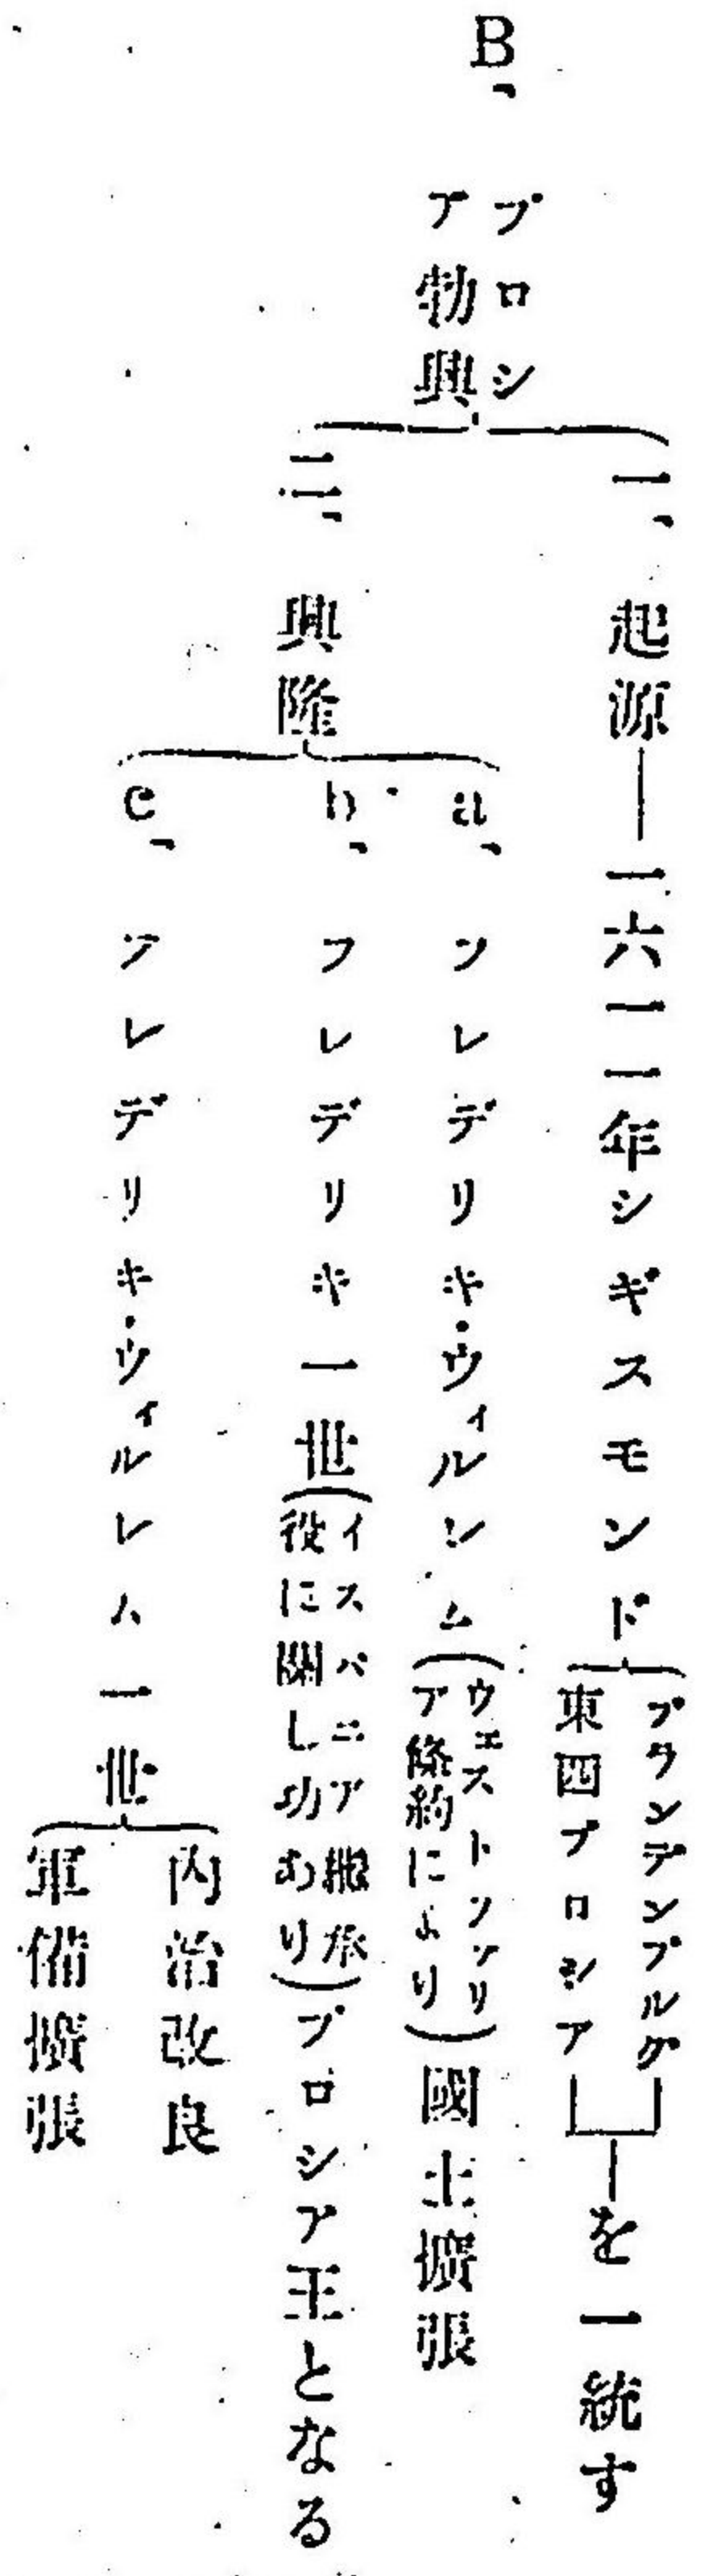 B、
プロシ
ア勃興
一、起源―一六一一年シギスモンド
ブランデンブルグ
東西プロシア
を一統す
二、興隆
a、フレデリキ・ウィルレム(ウェストファリア條約により)國土擴張
b、フレデリキ一世(イスパニア繼承役に關し功あり)プロシア王となる
c、フレデリキ・ウィルレム一世
内治改良
軍備擴張